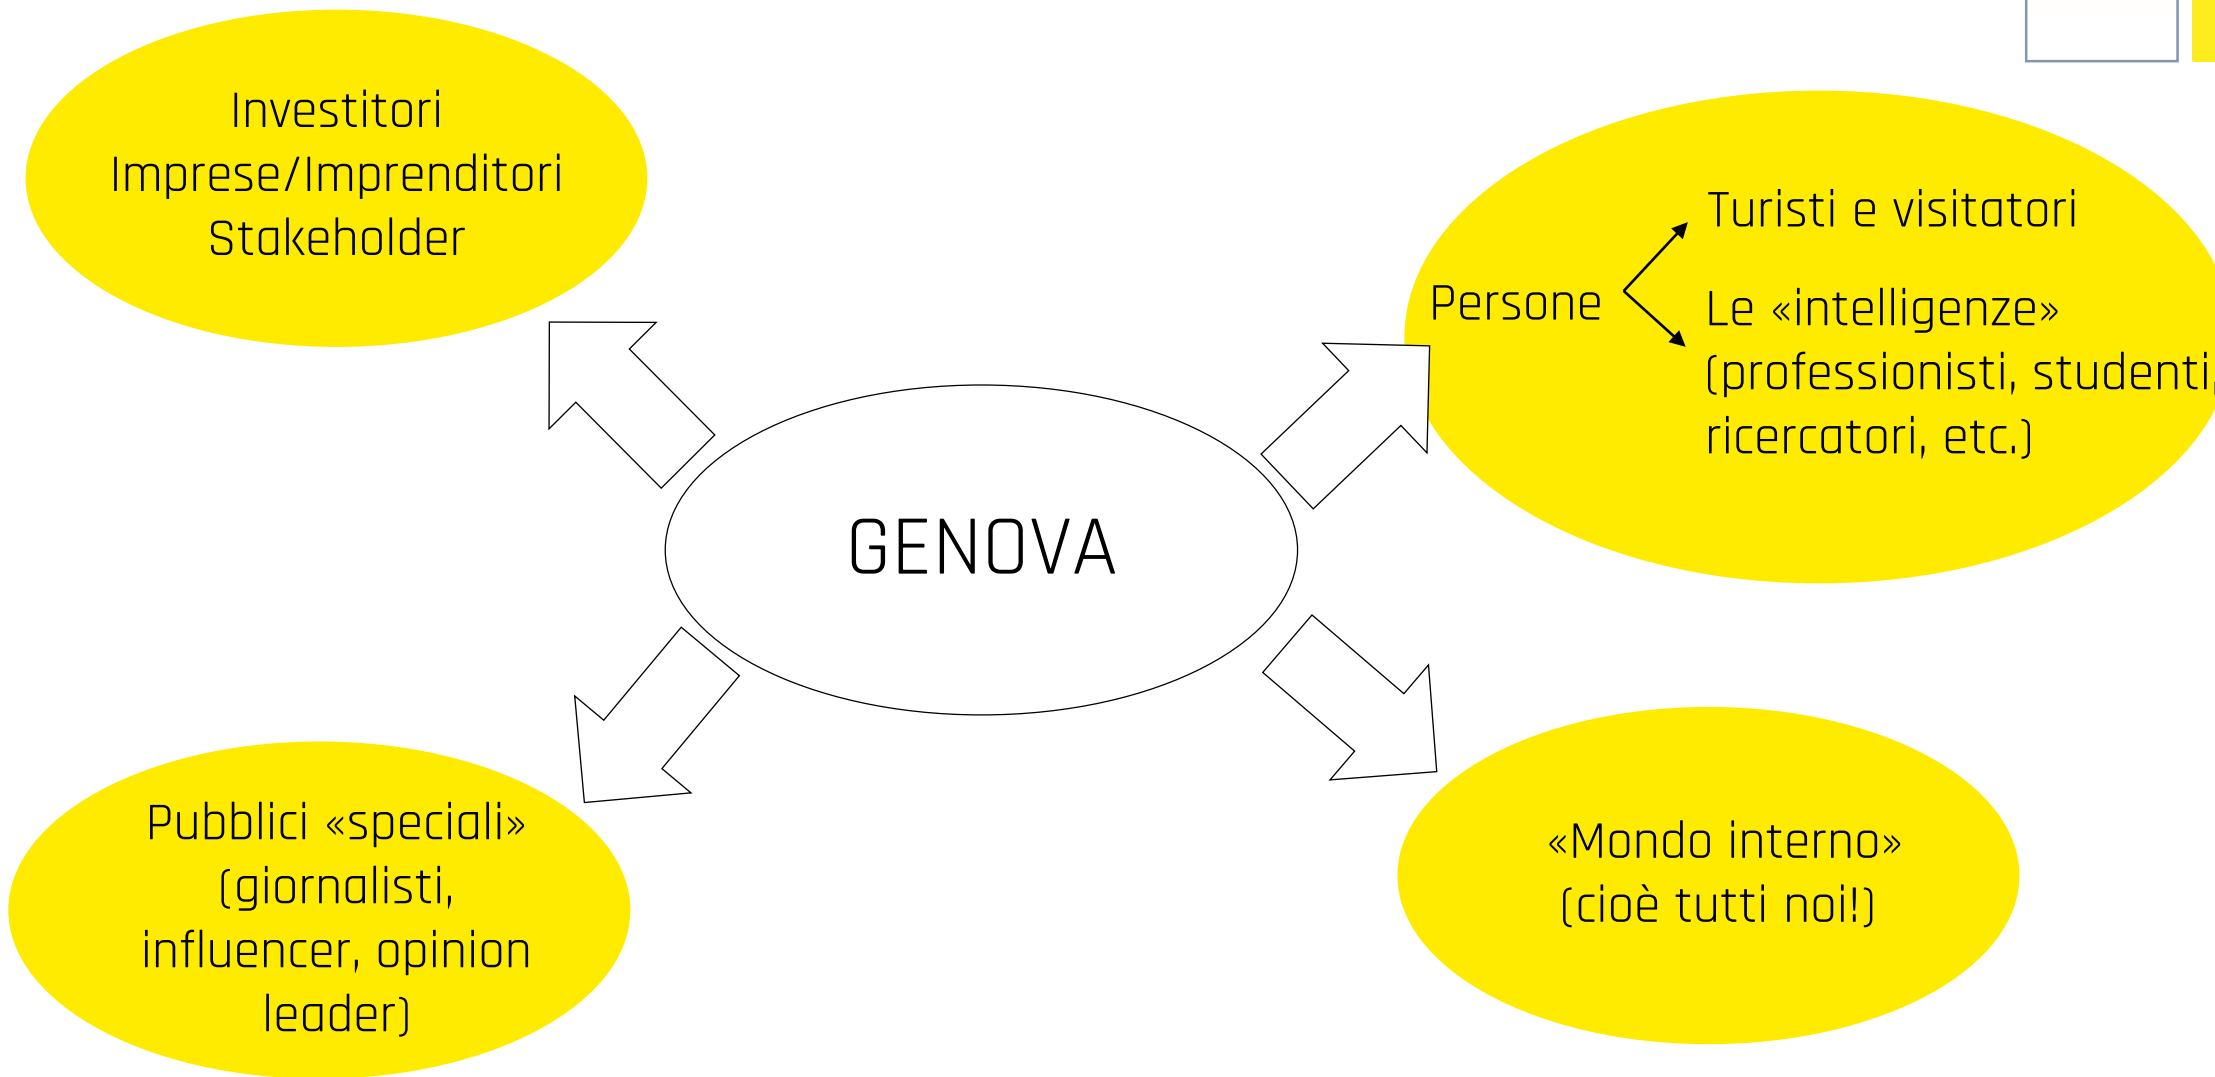 Investitori
Imprese/Imprenditori
Stakeholder
Turisti e visitatori
Persone
Le «intelligenze»
(professionisti, studenti,
ricercatori, etc.)
GENOVA
Pubblici «speciali»
(giornalisti,
influencer, opinion
leader)
«Mondo interno»
(cioè tutti noi!)